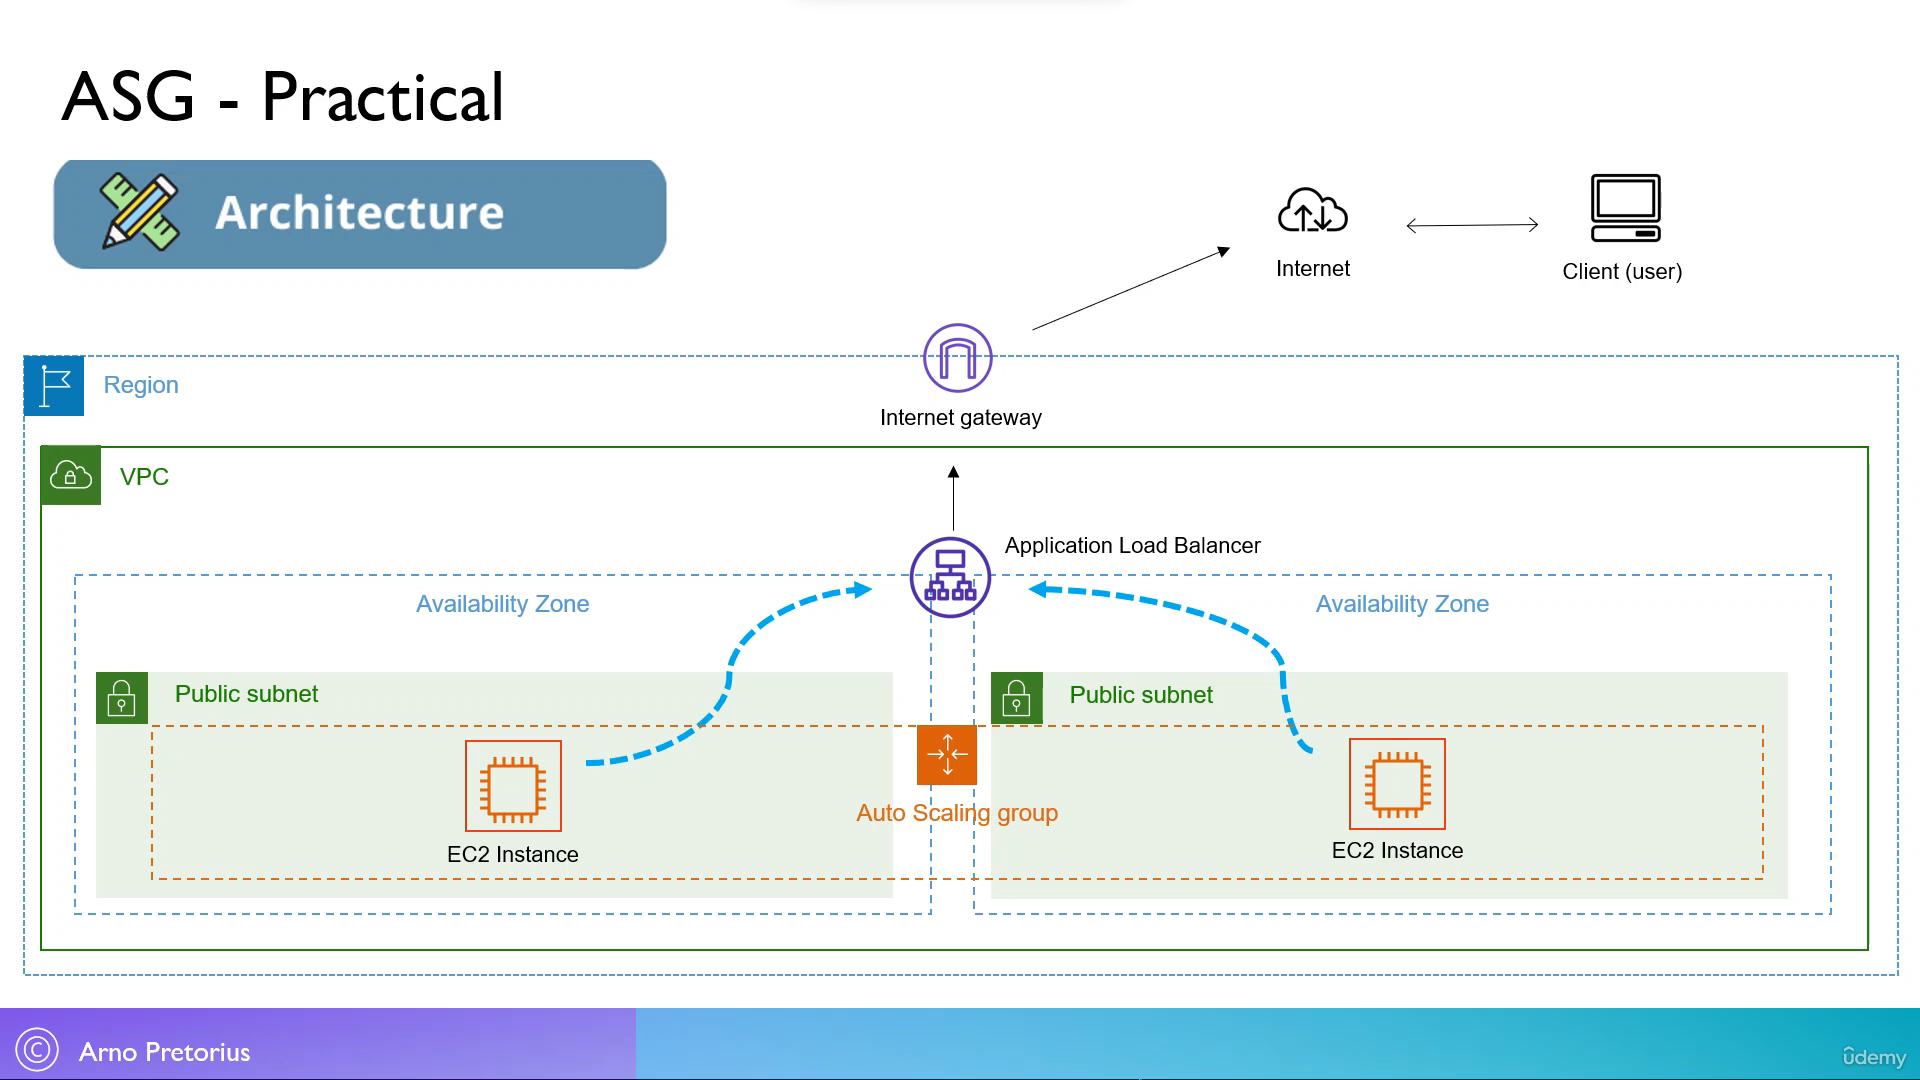 ASG - Practical
Architecture
Internet
Client (user)
Region
Internet gateway
VPC
Application Load Balancer
Availability Zone
Availability Zone
Public subnet
Public subnet
Auto Scaling group
EC2 Instance
EC2 Instance
© Arno Pretorius
ûdemy